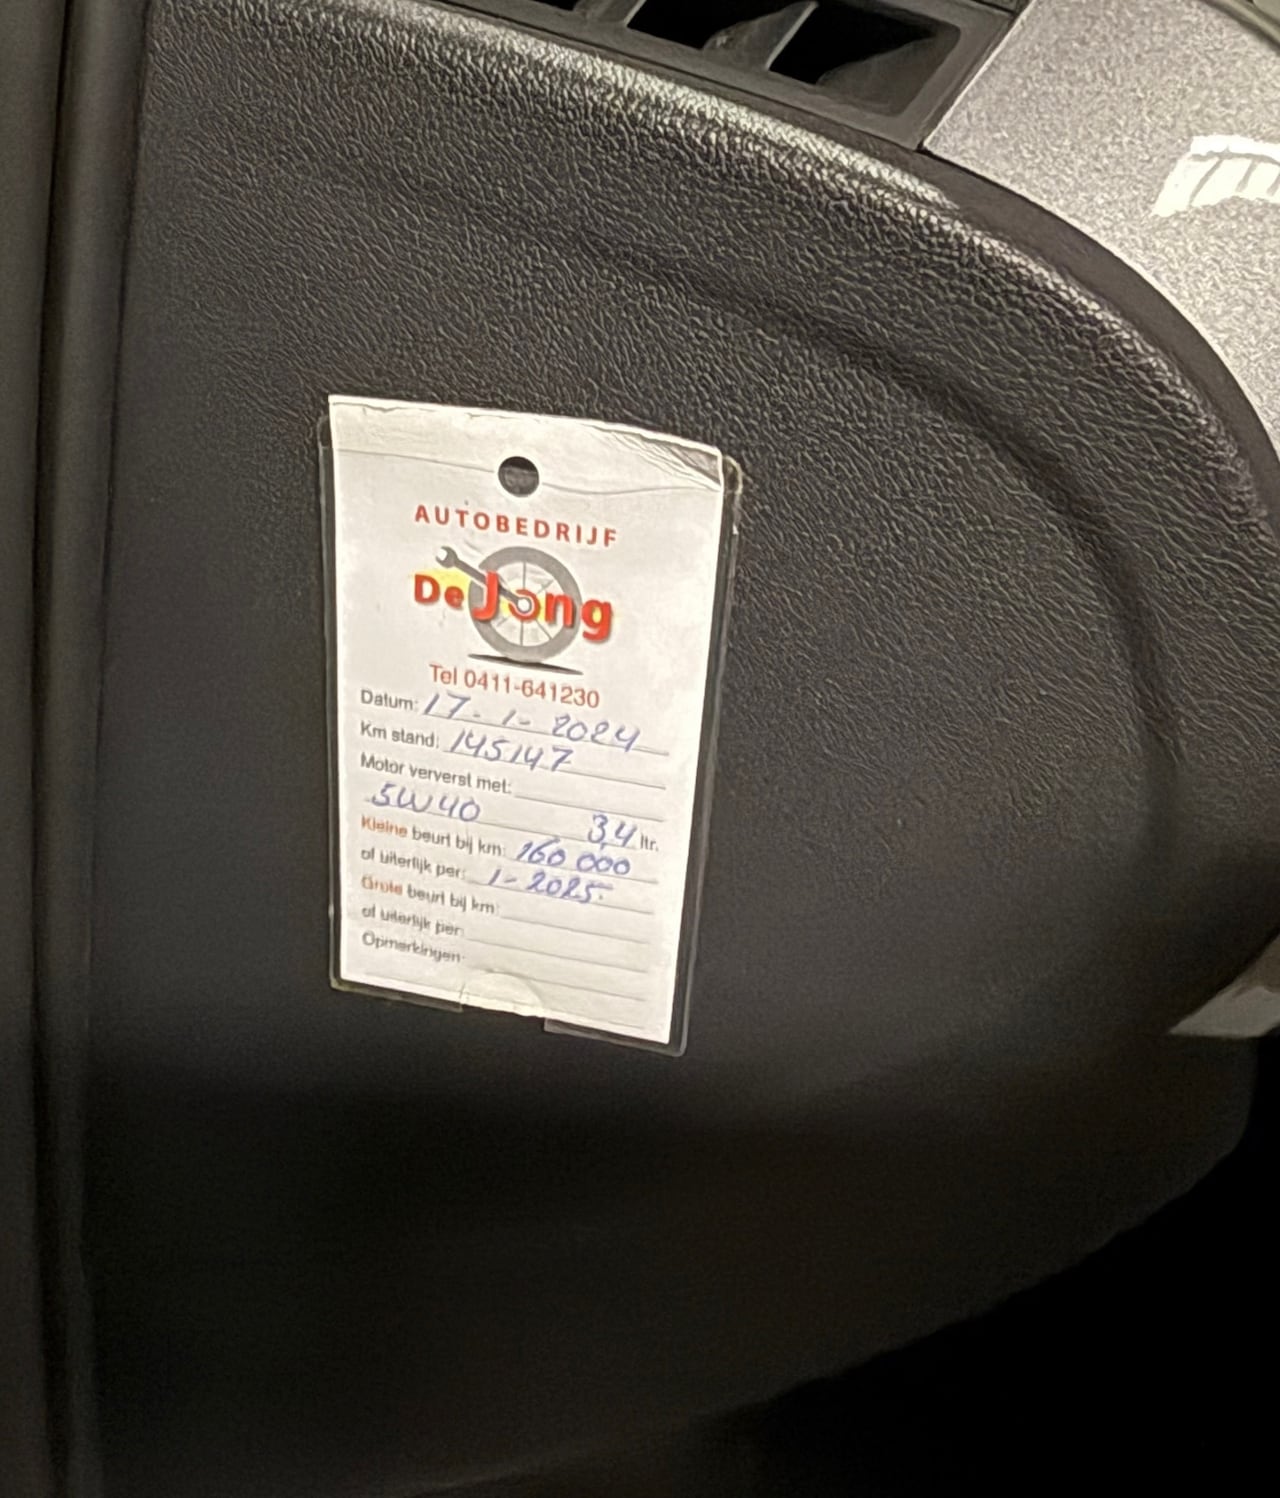 AUTOBEDRIJF
De Jong
Tel 0411-641230
Datum: 17-1-2024
Km stand: 145147
Motor ververst met:
5W40 3,4 ltr.
Kleine beurt bij km: 160 000
of uiterlijk per: 1-2025.
Grote beurt bij km:
of uiterlijk per:
Opmerkingen: